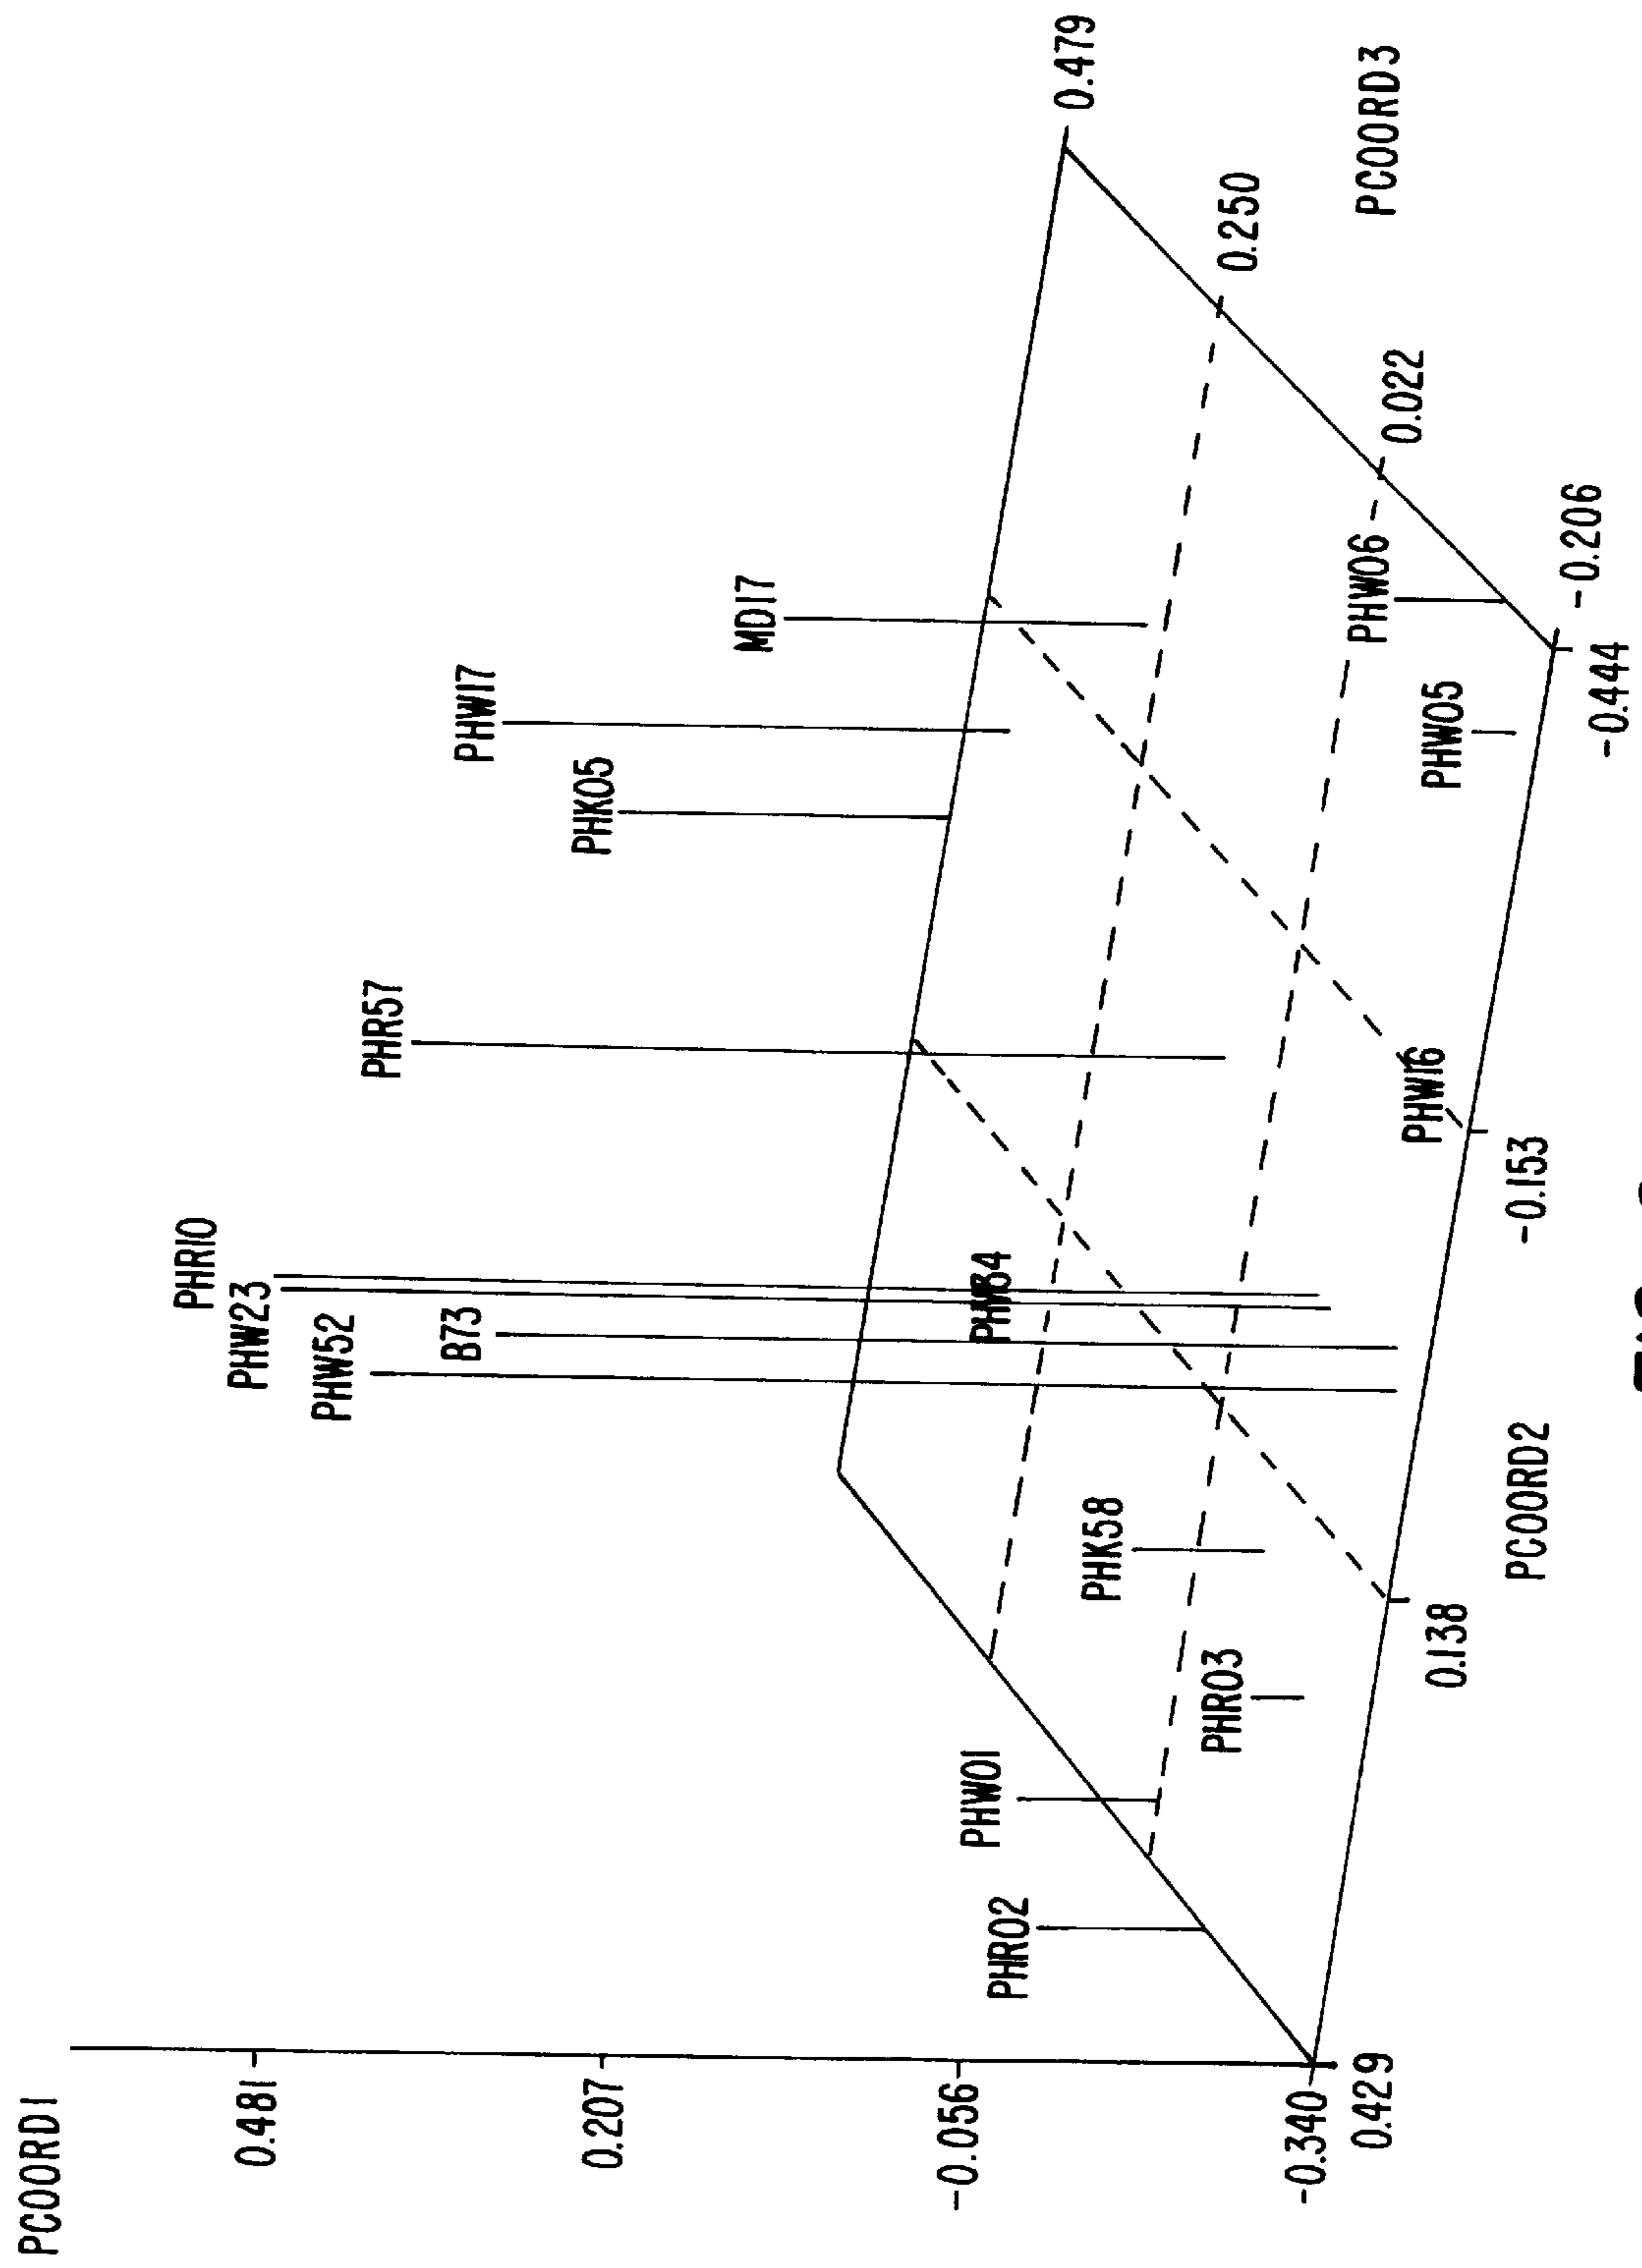 PCOORD1
0.481
0.207
-0.056
-0.340
0.429
PHR10
PHW23
PHW52
B73
PHR57
PHW17
PHK05
MD17
PHR02
PHW01
PHR03
PHK58
PHW16
PHW05
PHW06
0.138
PCOORD2
-0.153
-0.444
-0.206
0.022
0.250
0.479
PCOORD3